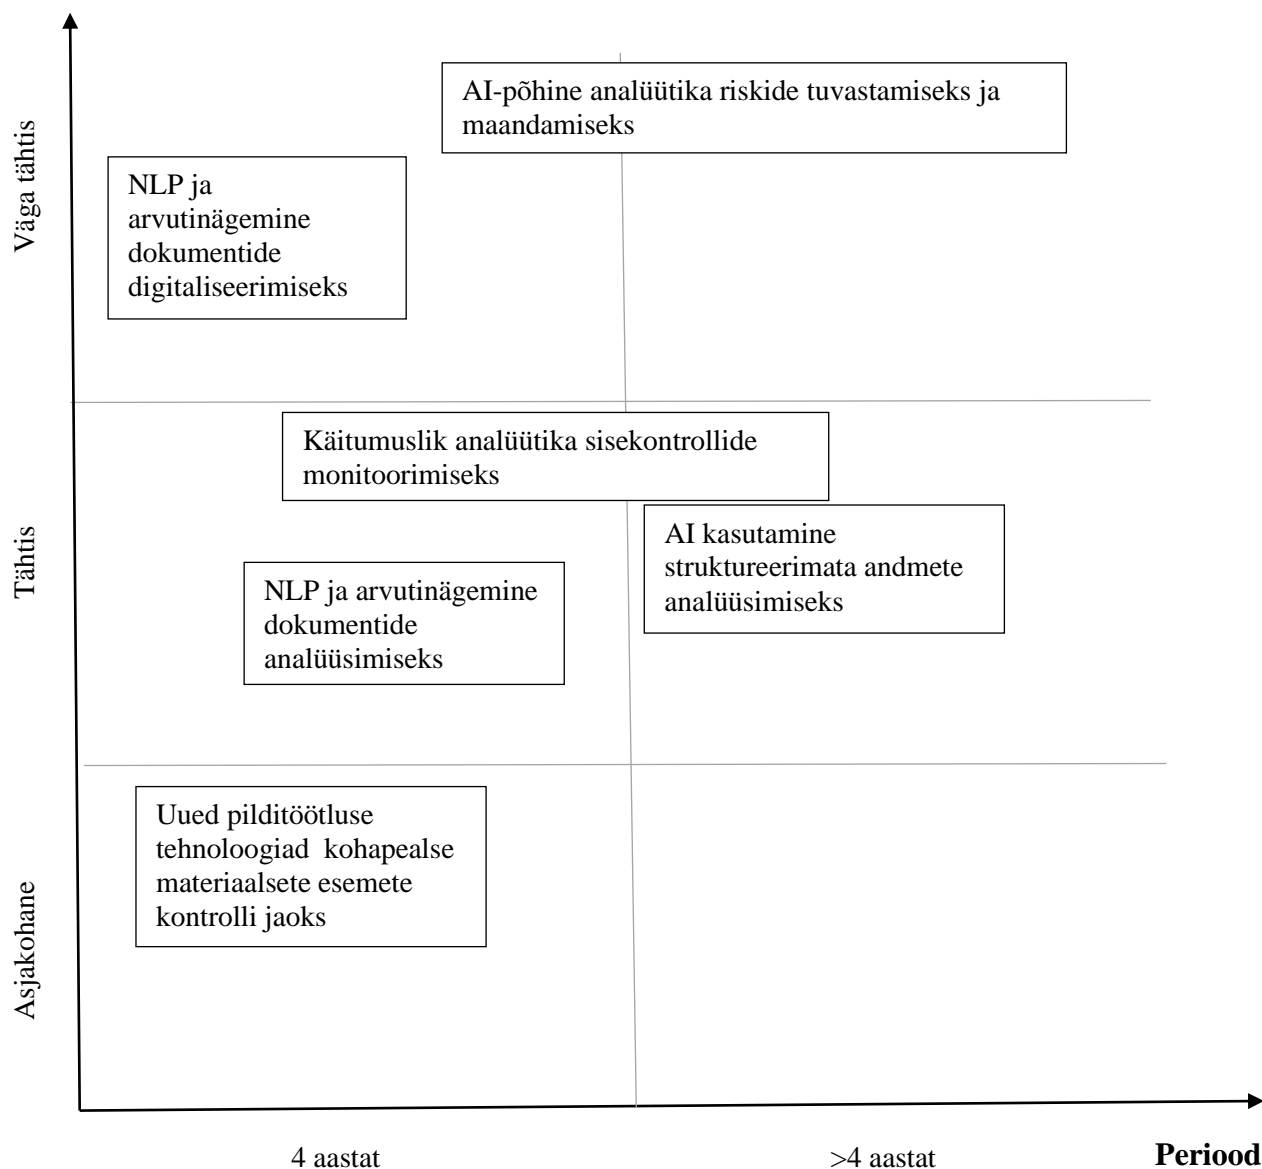 Väga tähtis
AI-põhine analüütika riskide tuvastamiseks ja
maandamiseks
NLP ja
arvutinägemine
dokumentide
digitaliseerimiseks
Tähtis
Käitumuslik analüütika sisekontrollide
monitoorimiseks
AI kasutamine
struktureerimata andmete
analüüsimiseks
NLP ja arvutinägemine
dokumentide
analüüsimiseks
Asjakohane
Uued pilditöötluse
tehnoloogiad kohapealse
materiaalsete esemete
kontrolli jaoks
4 aastat
>4 aastat
Periood